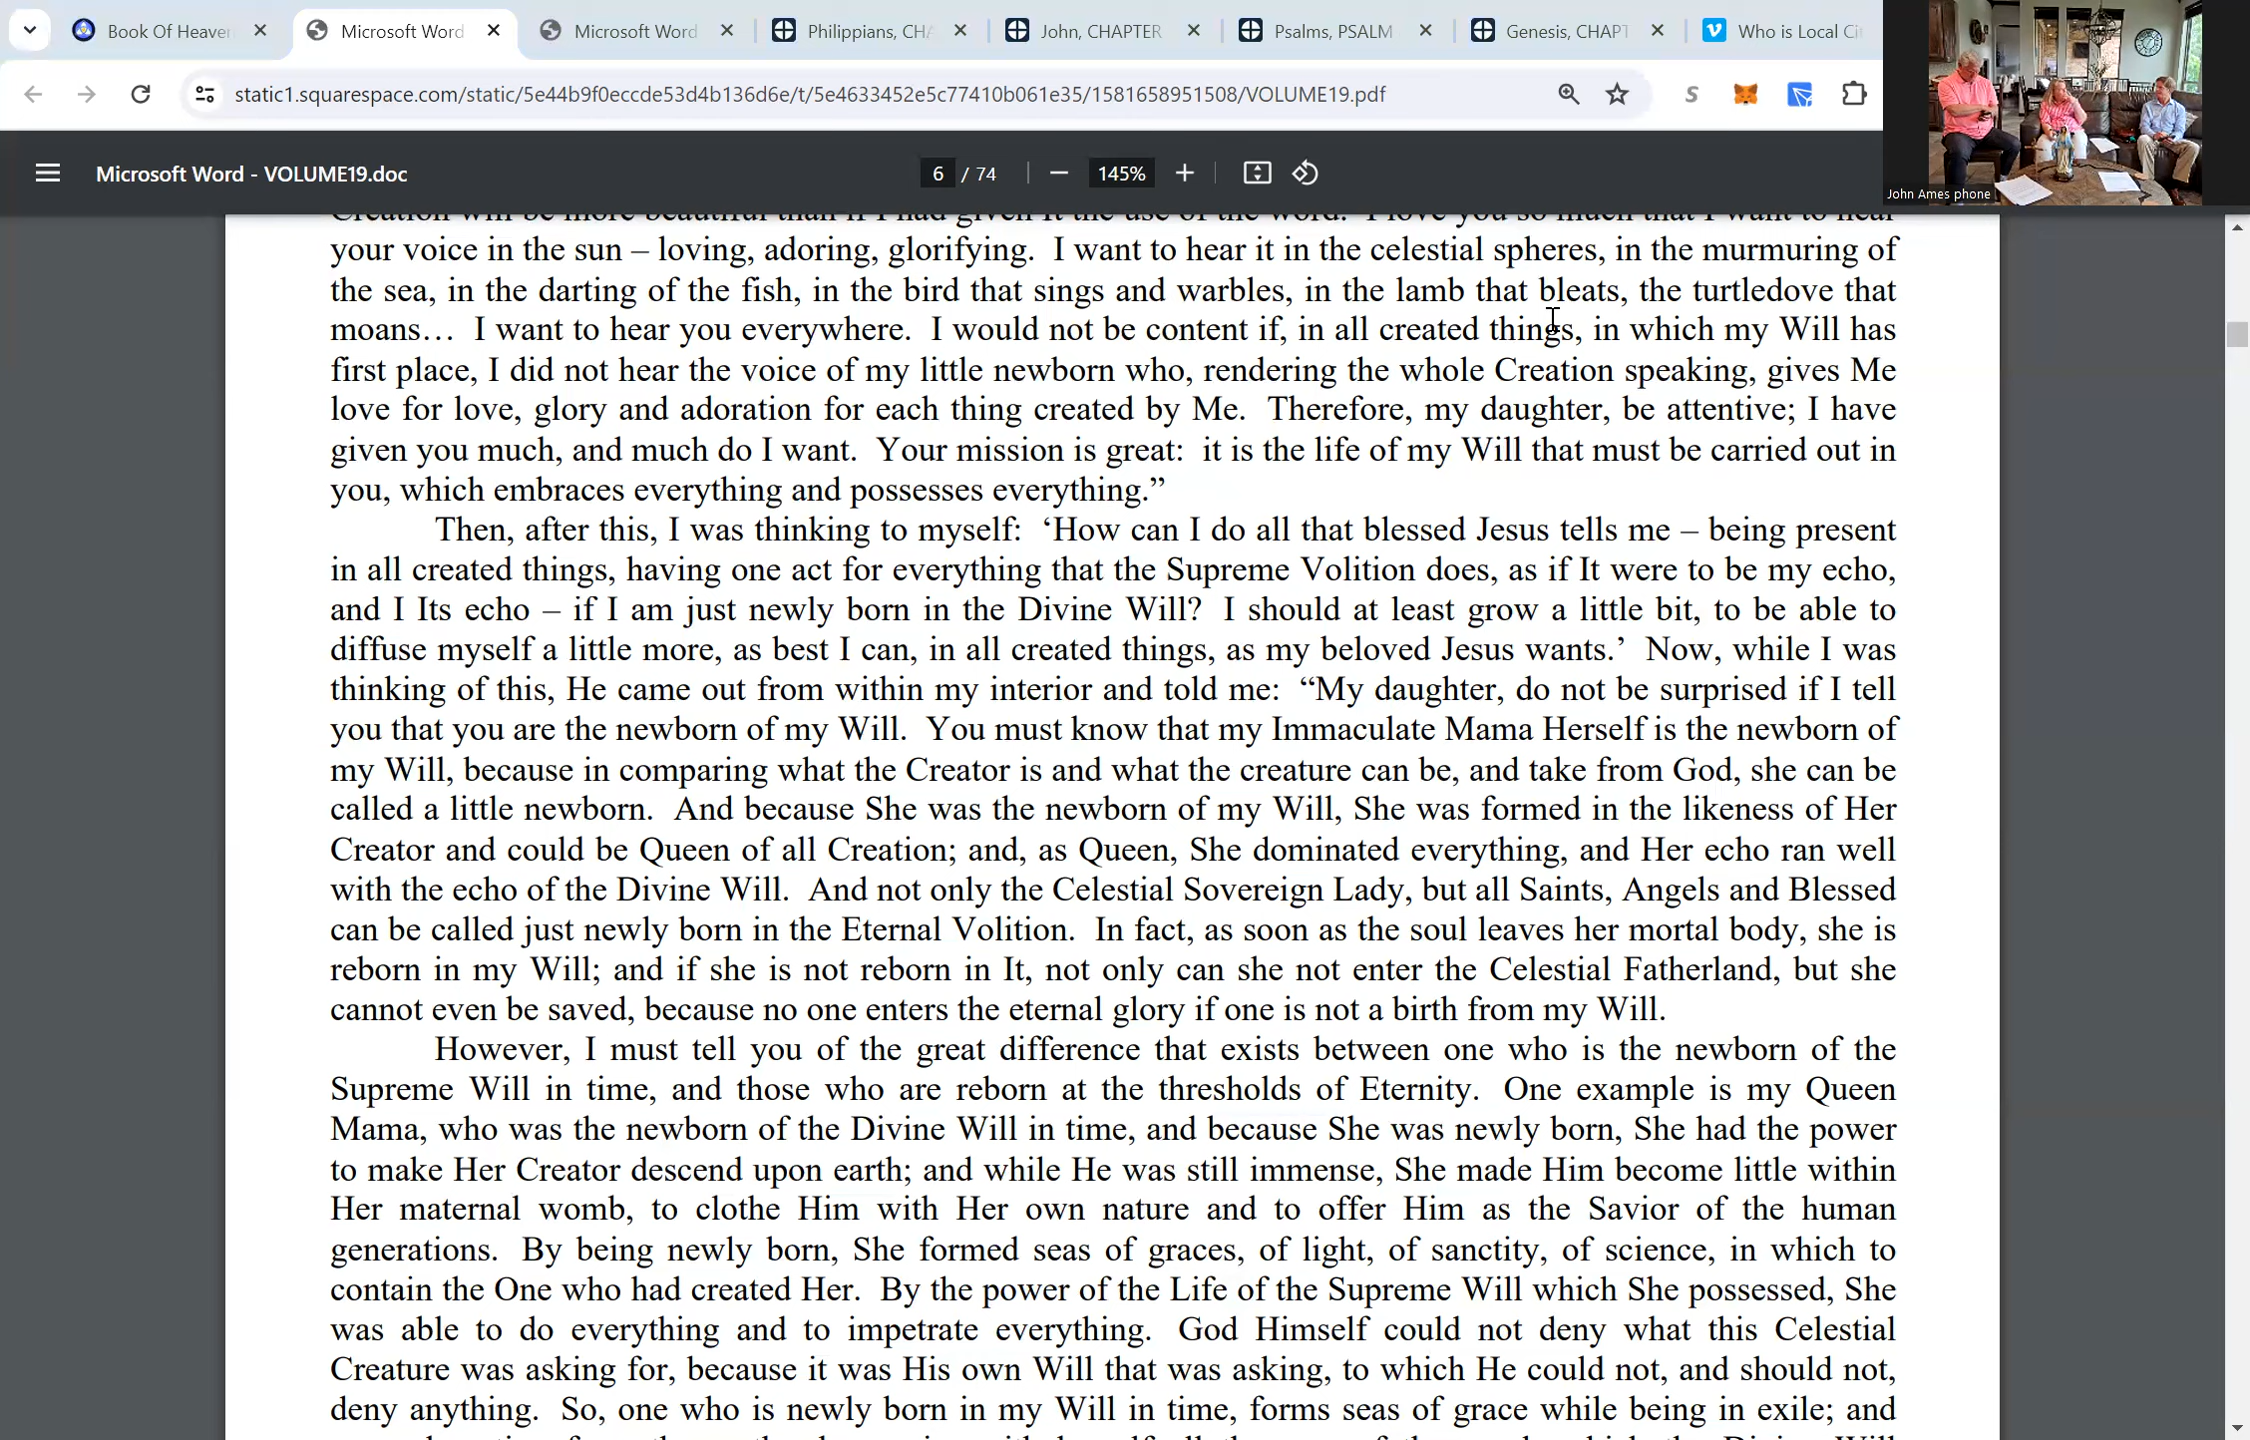 Book Of Heaven
Microsoft Word
Microsoft Word
Philippians, CHA
John, CHAPTER
Psalms, PSALM
Genesis, CHAPT
Who is Local Ci
static1.squarespace.com/static/5e44b9f0eccde53d4b136d6e/t/5e4633452e5c77410b061e35/1581658951508/VOLUME19.pdf
Microsoft Word - VOLUME19.doc
6 / 74
145%
John Ames phone
Creation will be more beautiful than if I had given it the use of the word. I love you so much that I want to hear
your voice in the sun – loving, adoring, glorifying. I want to hear it in the celestial spheres, in the murmuring of
the sea, in the darting of the fish, in the bird that sings and warbles, in the lamb that bleats, the turtledove that
moans… I want to hear you everywhere. I would not be content if, in all created things, in which my Will has
first place, I did not hear the voice of my little newborn who, rendering the whole Creation speaking, gives Me
love for love, glory and adoration for each thing created by Me. Therefore, my daughter, be attentive; I have
given you much, and much do I want. Your mission is great: it is the life of my Will that must be carried out in
you, which embraces everything and possesses everything.”
Then, after this, I was thinking to myself: ‘How can I do all that blessed Jesus tells me – being present
in all created things, having one act for everything that the Supreme Volition does, as if It were to be my echo,
and I Its echo – if I am just newly born in the Divine Will? I should at least grow a little bit, to be able to
diffuse myself a little more, as best I can, in all created things, as my beloved Jesus wants.’ Now, while I was
thinking of this, He came out from within my interior and told me: “My daughter, do not be surprised if I tell
you that you are the newborn of my Will. You must know that my Immaculate Mama Herself is the newborn of
my Will, because in comparing what the Creator is and what the creature can be, and take from God, she can be
called a little newborn. And because She was the newborn of my Will, She was formed in the likeness of Her
Creator and could be Queen of all Creation; and, as Queen, She dominated everything, and Her echo ran well
with the echo of the Divine Will. And not only the Celestial Sovereign Lady, but all Saints, Angels and Blessed
can be called just newly born in the Eternal Volition. In fact, as soon as the soul leaves her mortal body, she is
reborn in my Will; and if she is not reborn in It, not only can she not enter the Celestial Fatherland, but she
cannot even be saved, because no one enters the eternal glory if one is not a birth from my Will.
However, I must tell you of the great difference that exists between one who is the newborn of the
Supreme Will in time, and those who are reborn at the thresholds of Eternity. One example is my Queen
Mama, who was the newborn of the Divine Will in time, and because She was newly born, She had the power
to make Her Creator descend upon earth; and while He was still immense, She made Him become little within
Her maternal womb, to clothe Him with Her own nature and to offer Him as the Savior of the human
generations. By being newly born, She formed seas of graces, of light, of sanctity, of science, in which to
contain the One who had created Her. By the power of the Life of the Supreme Will which She possessed, She
was able to do everything and to impetrate everything. God Himself could not deny what this Celestial
Creature was asking for, because it was His own Will that was asking, to which He could not, and should not,
deny anything. So, one who is newly born in my Will in time, forms seas of grace while being in exile; and